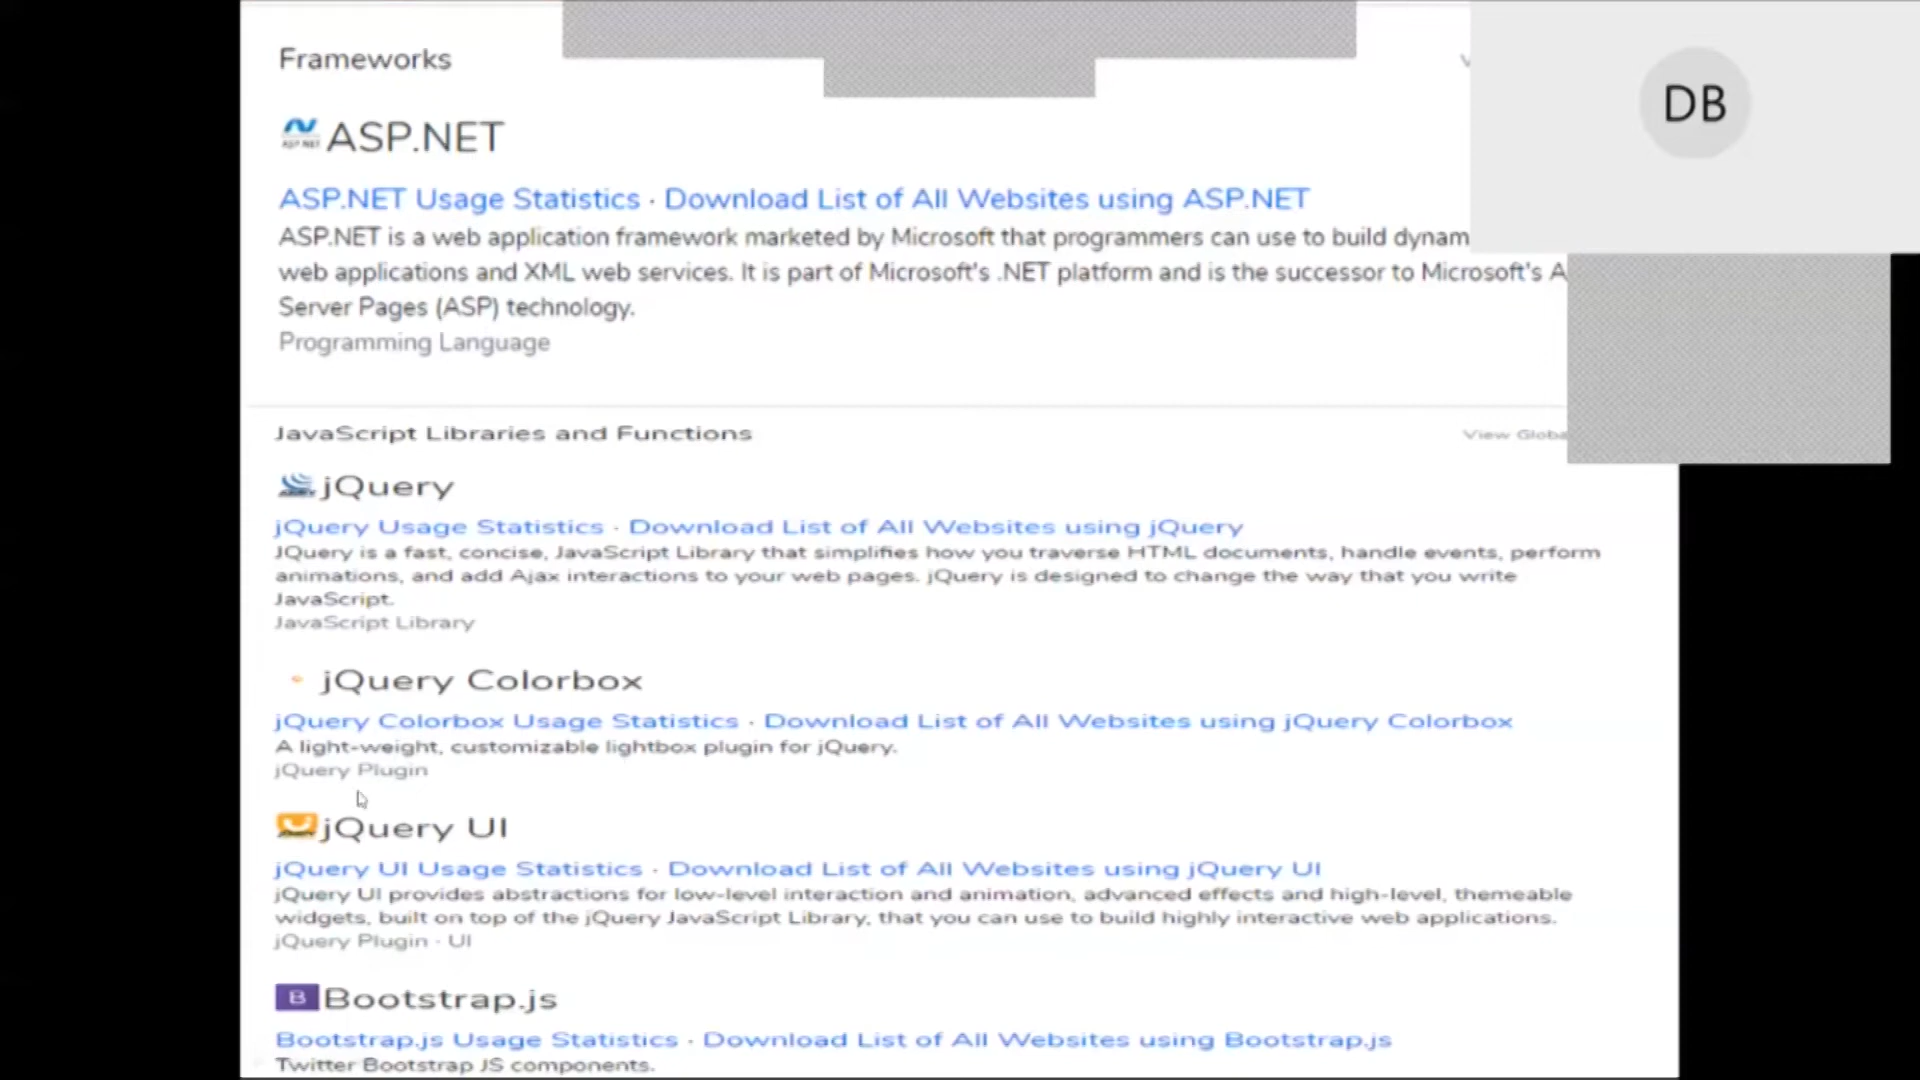 Frameworks
DB
ASP.NET
ASP.NET Usage Statistics · Download List of All Websites using ASP.NET
ASP.NET is a web application framework marketed by Microsoft that programmers can use to build
web applications and XML web services. It is part of Microsoft's .NET platform and is the successor to Microsoft's
Server Pages (ASP) technology.
Programming Language
JavaScript Libraries and Functions
View
jQuery
jQuery Usage Statistics · Download List of All Websites using jQuery
JQuery is a fast, concise, JavaScript Library that simplifies how you traverse HTML documents, handle events, perform
animations, and add Ajax interactions to your web pages. jQuery is designed to change the way that you write
JavaScript.
JavaScript Library
jQuery Colorbox
jQuery Colorbox Usage Statistics · Download List of All Websites using jQuery Colorbox
A light-weight, customizable lightbox plugin for jQuery.
jQuery Plugin
jQuery UI
jQuery UI Usage Statistics · Download List of All Websites using jQuery UI
jQuery UI provides abstractions for low-level interaction and animation, advanced effects and high-level, themeable
widgets, built on top of the jQuery JavaScript Library, that you can use to build highly interactive web applications.
jQuery Plugin · UI
B Bootstrap.js
Bootstrap.js Usage Statistics · Download List of All Websites using Bootstrap.js
Twitter Bootstrap JS components.